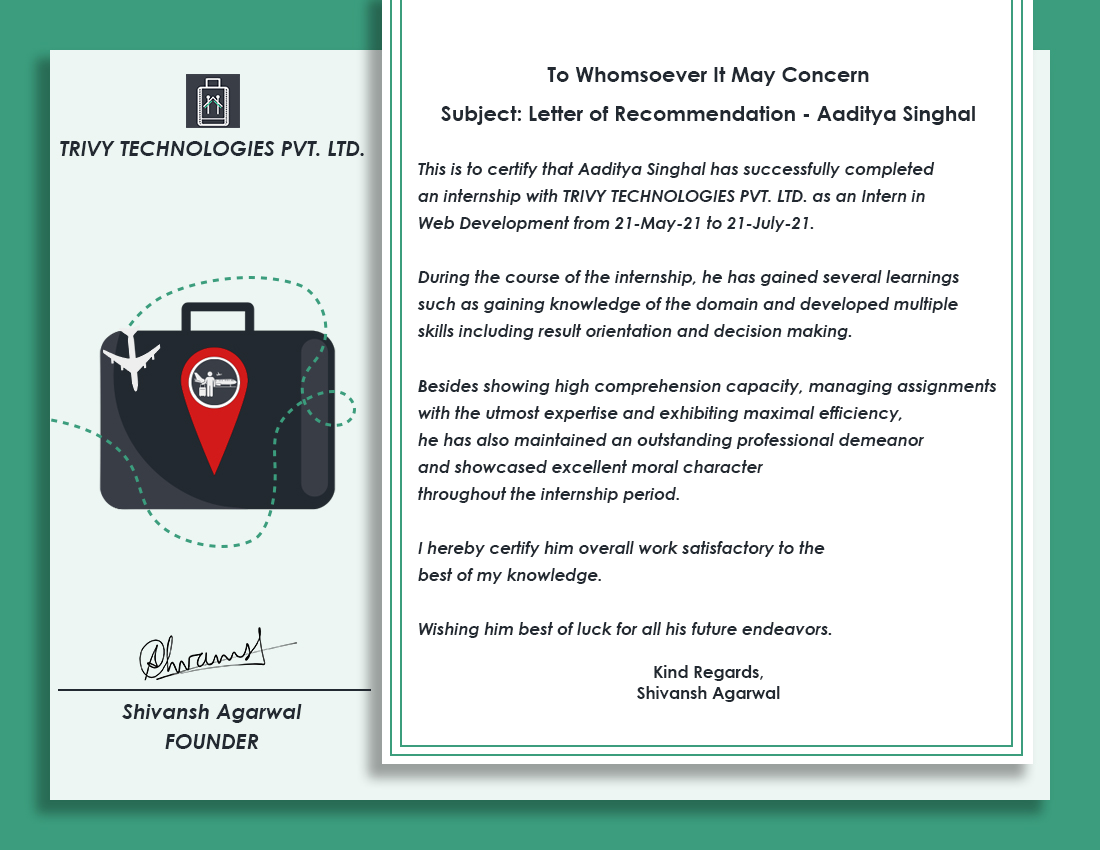 TRIVY TECHNOLOGIES PVT. LTD.
Shivansh
Shivansh Agarwal
FOUNDER
To Whomsoever It May Concern
Subject: Letter of Recommendation - Aaditya Singhal
This is to certify that Aaditya Singhal has successfully completed
an internship with TRIVY TECHNOLOGIES PVT. LTD. as an Intern in
Web Development from 21-May-21 to 21-July-21.
During the course of the internship, he has gained several learnings
such as gaining knowledge of the domain and developed multiple
skills including result orientation and decision making.
Besides showing high comprehension capacity, managing assignments
with the utmost expertise and exhibiting maximal efficiency,
he has also maintained an outstanding professional demeanor
and showcased excellent moral character
throughout the internship period.
I hereby certify him overall work satisfactory to the
best of my knowledge.
Wishing him best of luck for all his future endeavors.
Kind Regards,
Shivansh Agarwal